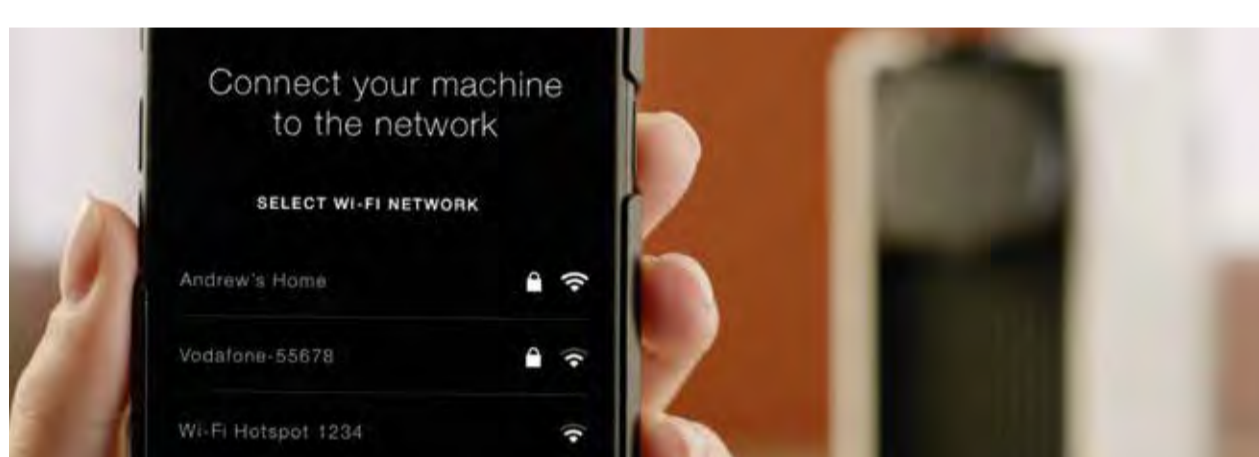 Connect your machine
to the network
SELECT WI-FI NETWORK
Andrew's Home
Vodafone-55678
Wi-Fi Hotspot 1234